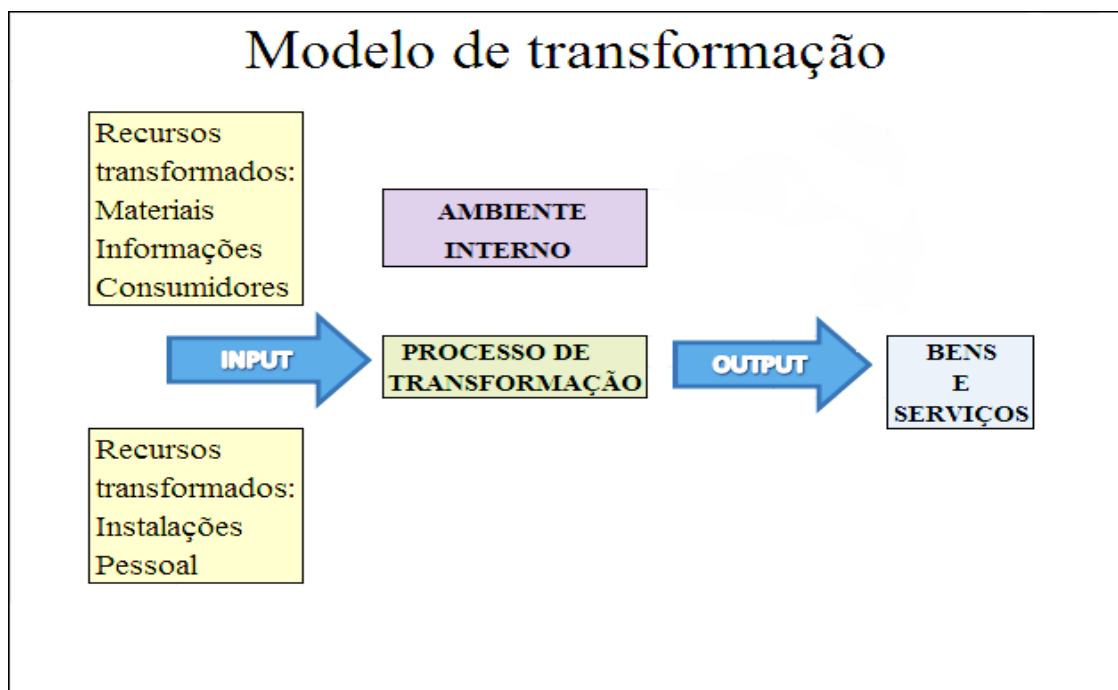 Modelo de transformação
Recursos
transformados:
Materiais
Informações
Consumidores
AMBIENTE
INTERNO
INPUT
PROCESSO DE
TRANSFORMAÇÃO
OUTPUT
BENS
E
SERVIÇOS
Recursos
transformados:
Instalações
Pessoal